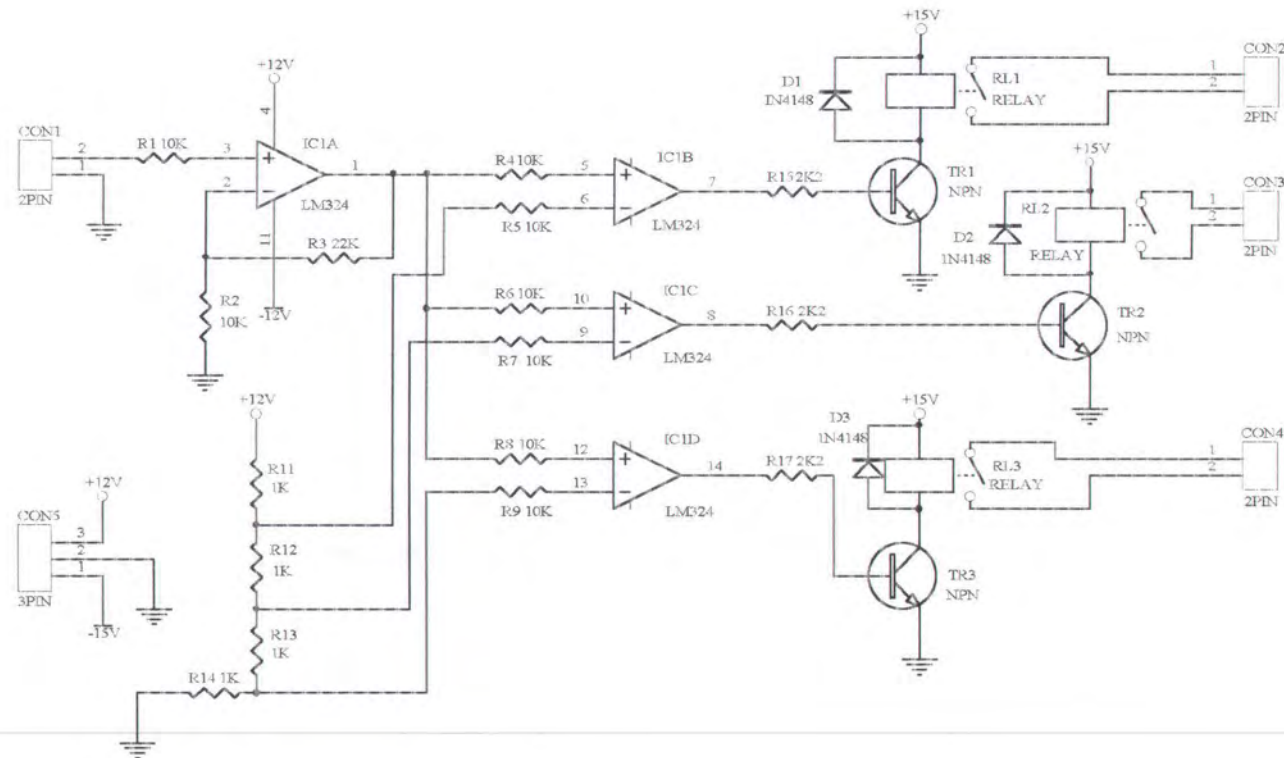 +15V
CON2
1
2
2PIN
D1
1N4148
RL1
RELAY
TR1
NPN
+12V
4
CON1
2
1
2PIN
R1 10K
3
2
IC1A
1
LM324
11
-12V
R3 22K
R2
10K
R4 10K
5
6
R5 10K
IC1B
7
LM324
R15 2K2
+15V
CON3
1
2
2PIN
RL2
D2
1N4148
RELAY
TR2
NPN
R6 10K
10
9
R7 10K
IC1C
8
LM324
R16 2K2
+12V
R11
1K
R12
1K
R13
1K
R14 1K
R8 10K
12
13
R9 10K
IC1D
14
LM324
R17 2K2
+15V
D3
1N4148
RL3
RELAY
CON4
1
2
2PIN
TR3
NPN
+12V
CON5
3
2
1
3PIN
-15V